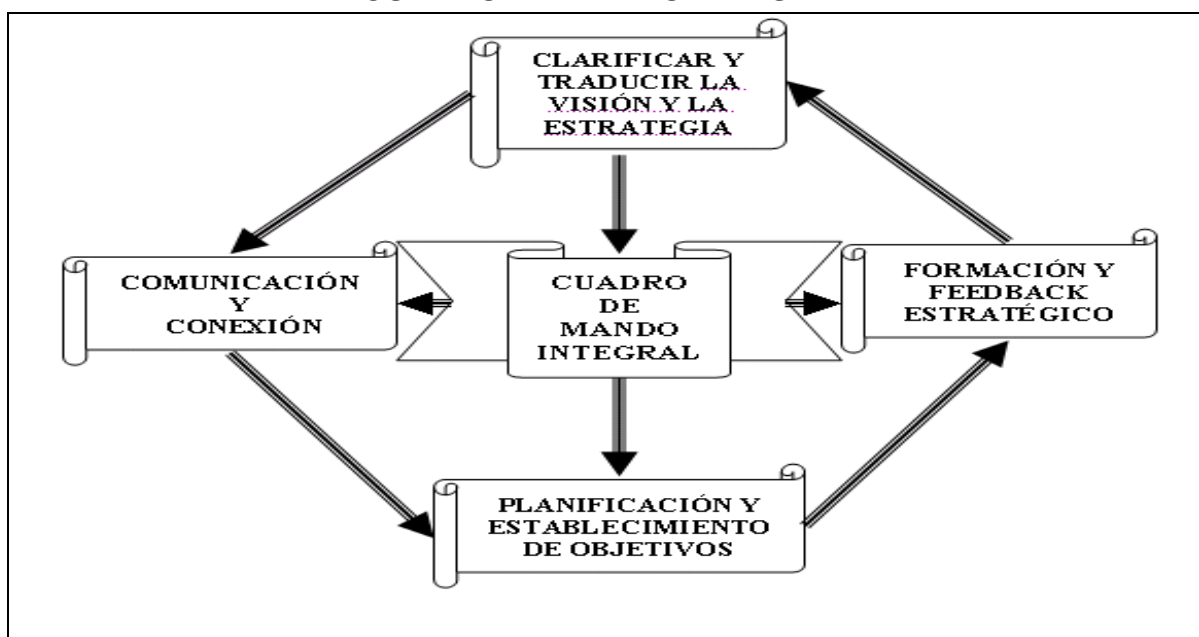 CLARIFICAR Y
TRADUCIR LA
VISIÓN Y LA
ESTRATEGIA
COMUNICACIÓN
Y
CONEXIÓN
CUADRO
DE
MANDO
INTEGRAL
FORMACIÓN Y
FEEDBACK
ESTRATÉGICO
PLANIFICACIÓN Y
ESTABLECIMIENTO
DE OBJETIVOS